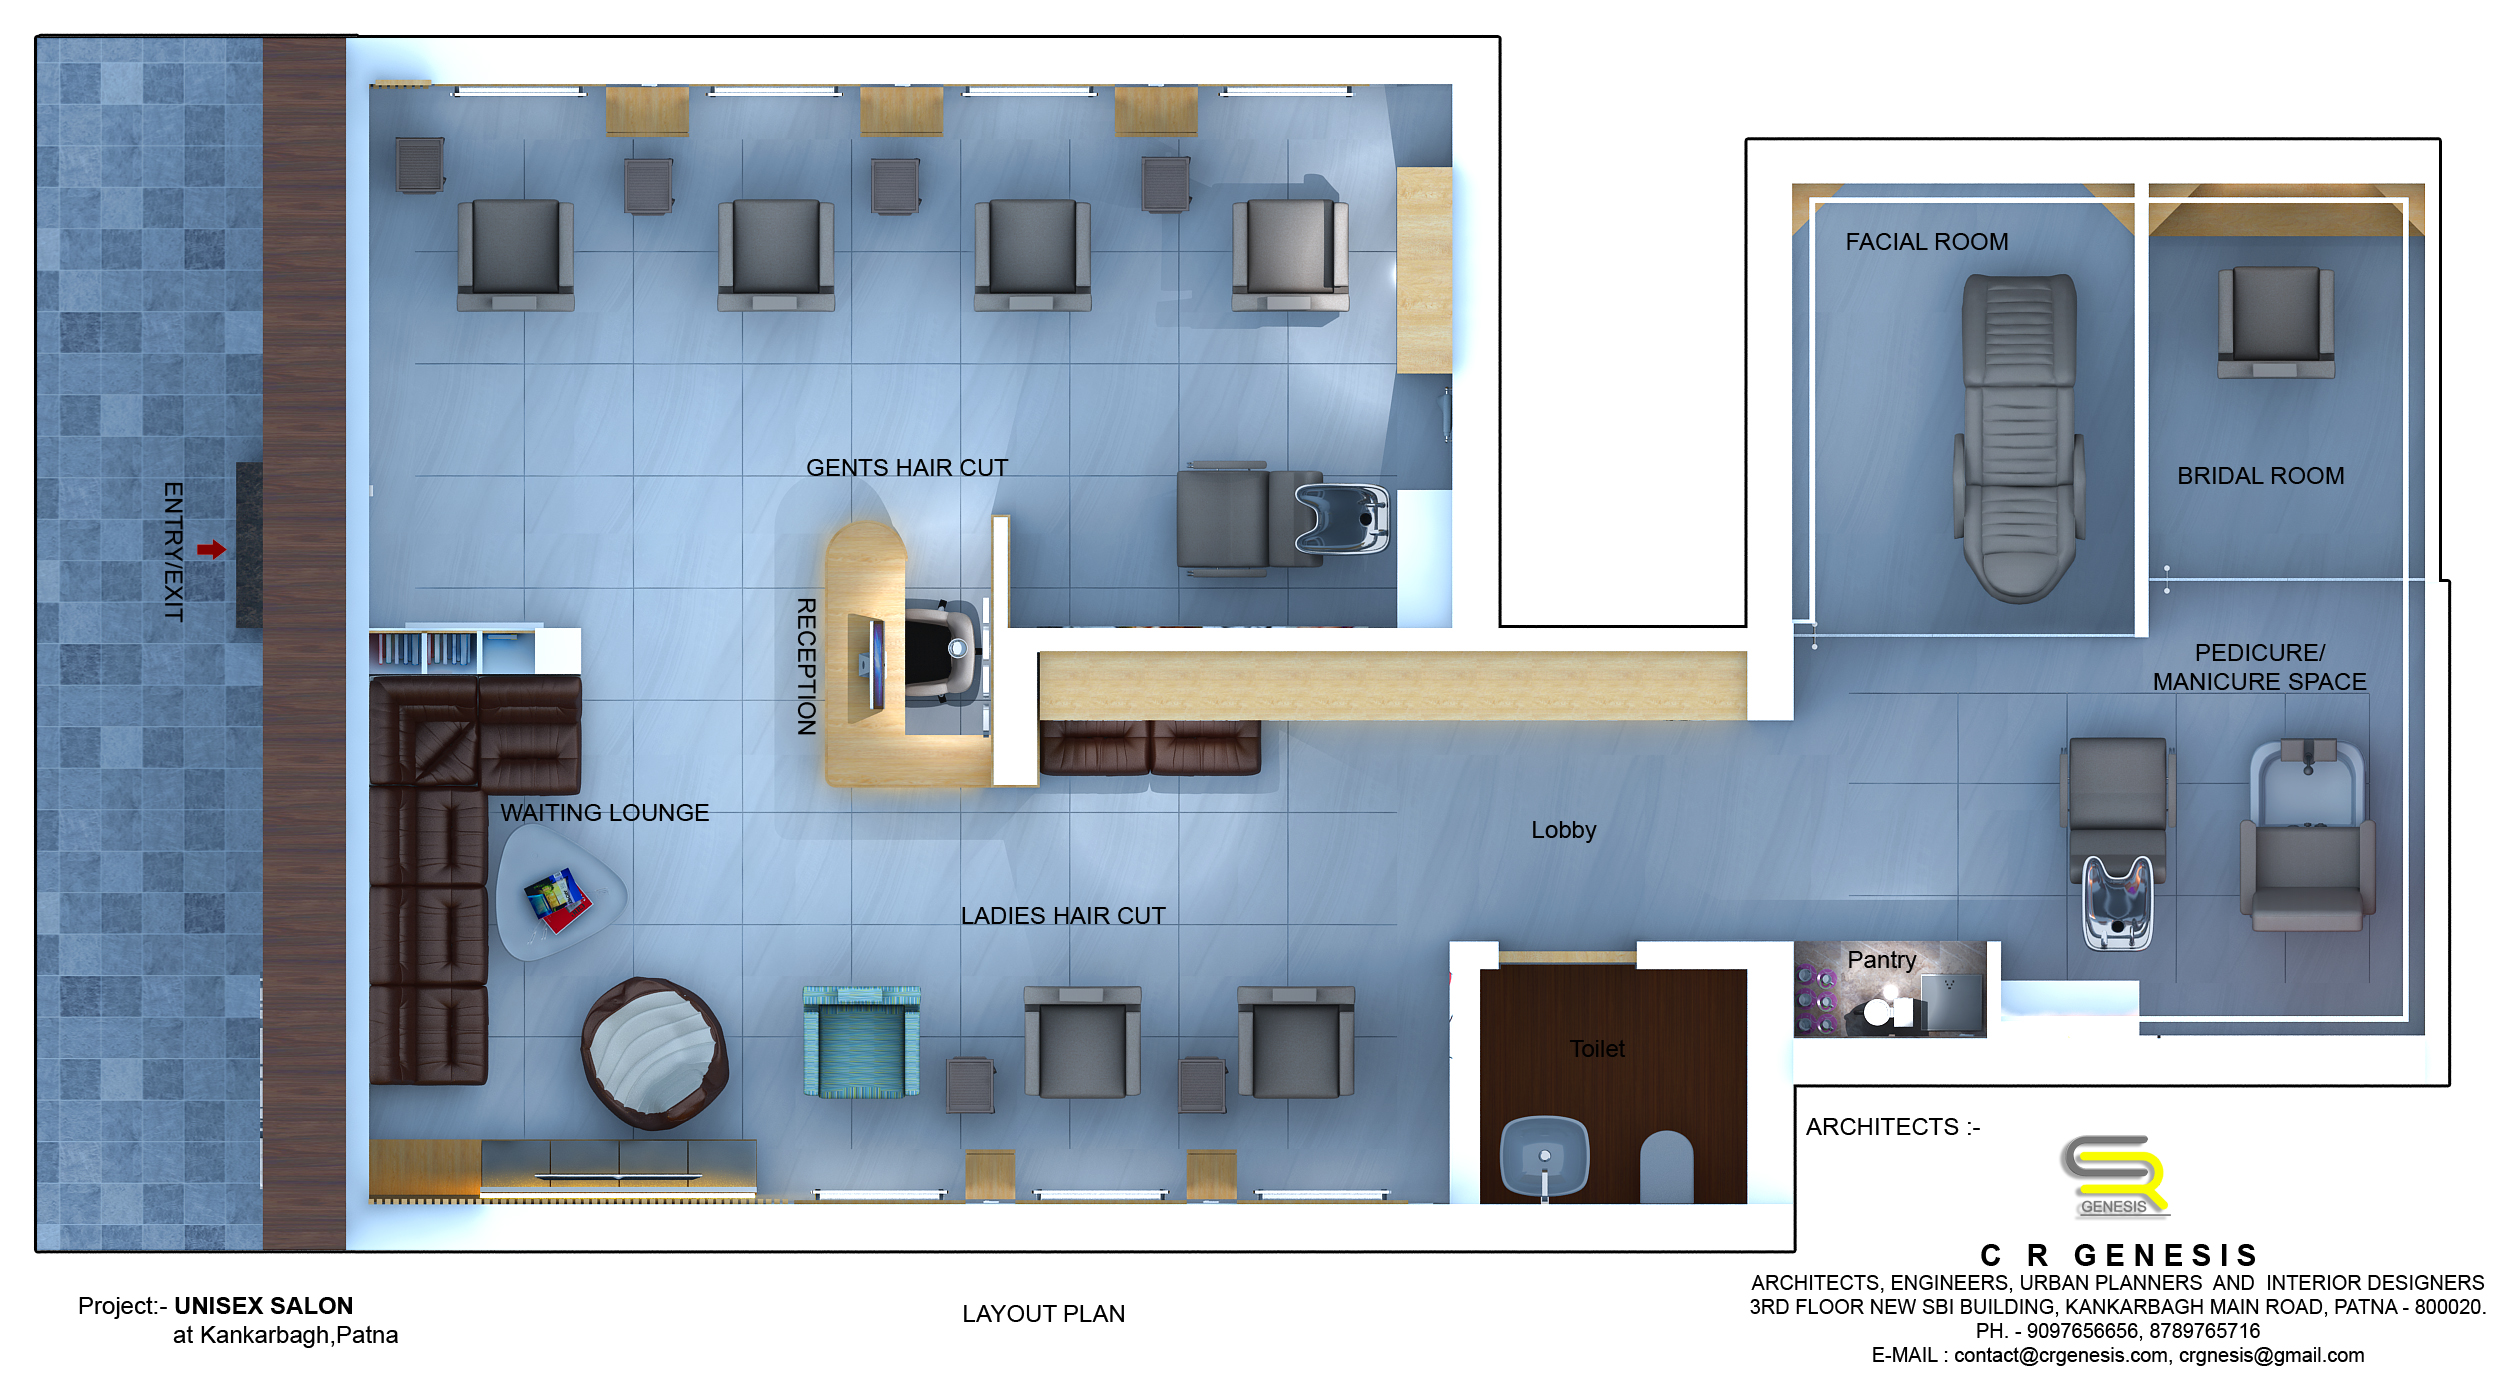 FACIAL ROOM
GENTS HAIR CUT
BRIDAL ROOM
ENTRY/EXIT
RECEPTION
PEDICURE/
MANICURE SPACE
WAITING LOUNGE
Lobby
LADIES HAIR CUT
Pantry
Toilet
ARCHITECTS :-
GENESIS
C R GENESIS
ARCHITECTS, ENGINEERS, URBAN PLANNERS AND INTERIOR DESIGNERS
3RD FLOOR NEW SBI BUILDING, KANKARBAGH MAIN ROAD, PATNA - 800020.
PH. - 9097656656, 8789765716
E-MAIL : contact@crgenesis.com, crgnesis@gmail.com
Project:- UNISEX SALON
at Kankarbagh,Patna
LAYOUT PLAN